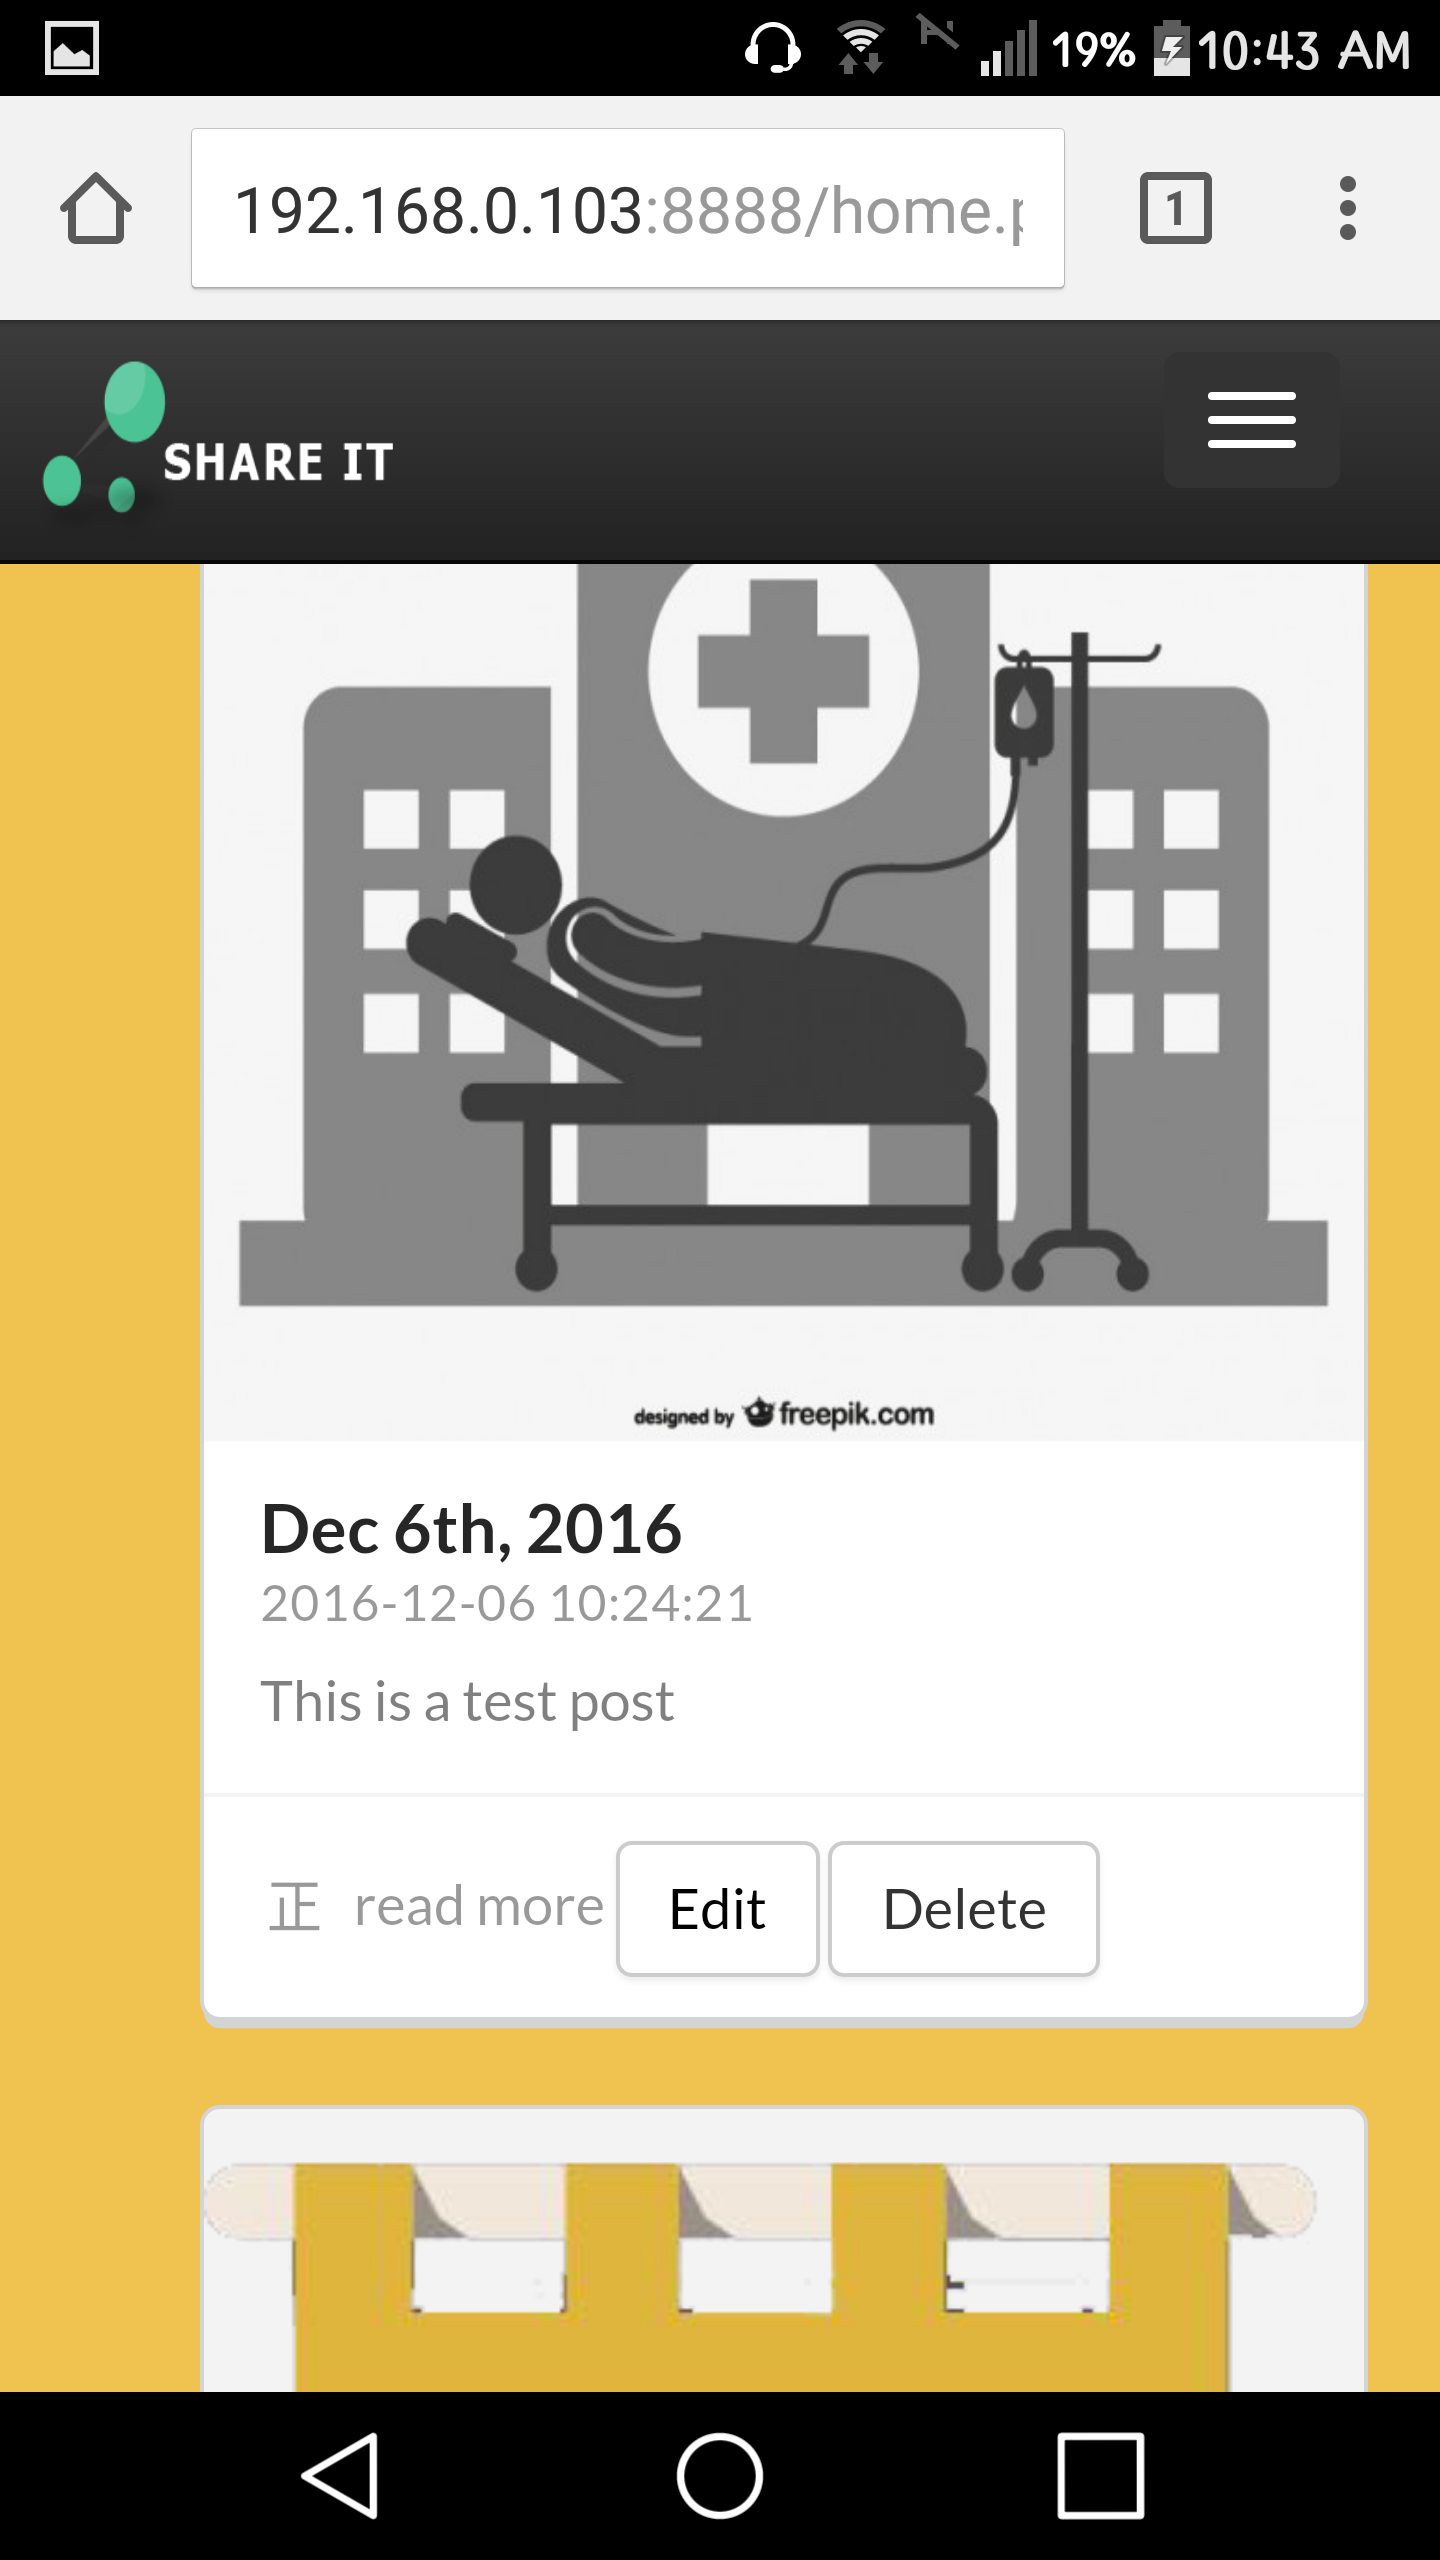 19% 10:43 AM
192.168.0.103:8888/home.p
1
SHARE IT
designed by freepik.com
Dec 6th, 2016
2016-12-06 10:24:21
This is a test post
正 read more Edit Delete